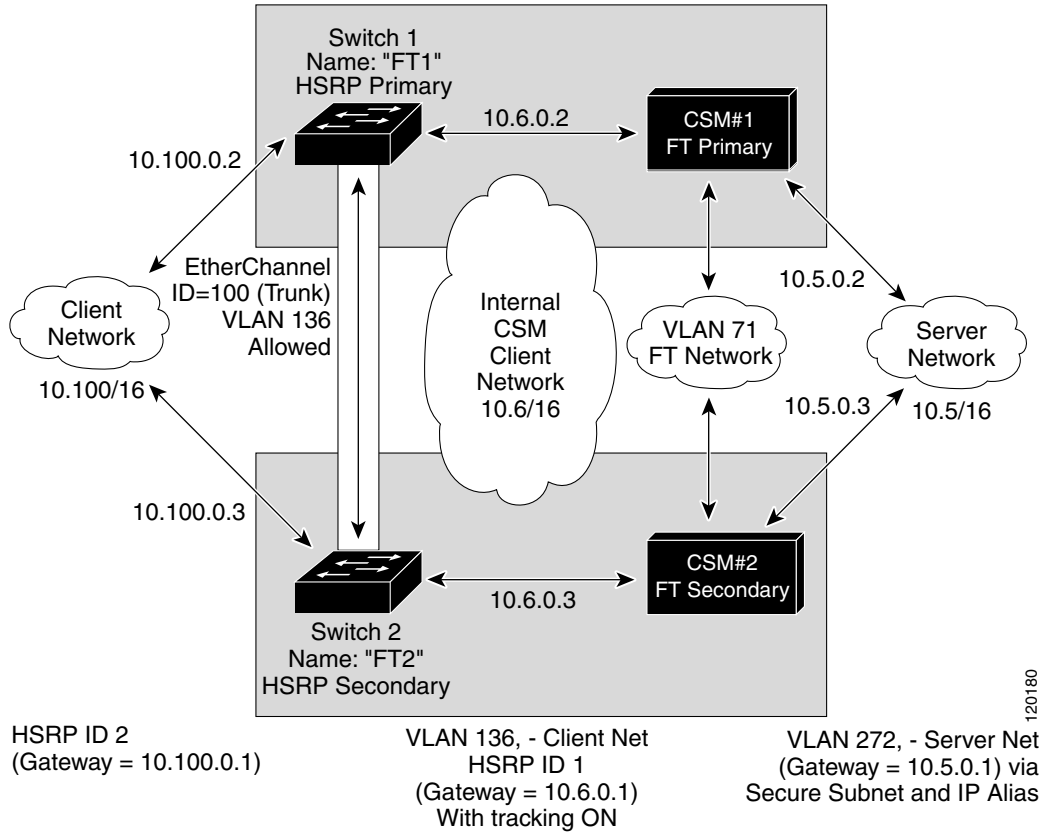 Switch 1
Name: "FT1"
HSRP Primary
10.6.0.2
CSM#1
FT Primary
10.100.0.2
EtherChannel
ID=100 (Trunk)
VLAN 136
Allowed
Client
Network
10.100/16
Internal
CSM
Client
Network
10.6/16
VLAN 71
FT Network
10.5.0.2
Server
Network
10.5/16
10.5.0.3
10.100.0.3
10.6.0.3
CSM#2
FT Secondary
Switch 2
Name: "FT2"
HSRP Secondary
120180
HSRP ID 2
(Gateway = 10.100.0.1)
VLAN 136, - Client Net
HSRP ID 1
(Gateway = 10.6.0.1)
With tracking ON
VLAN 272, - Server Net
(Gateway = 10.5.0.1) via
Secure Subnet and IP Alias